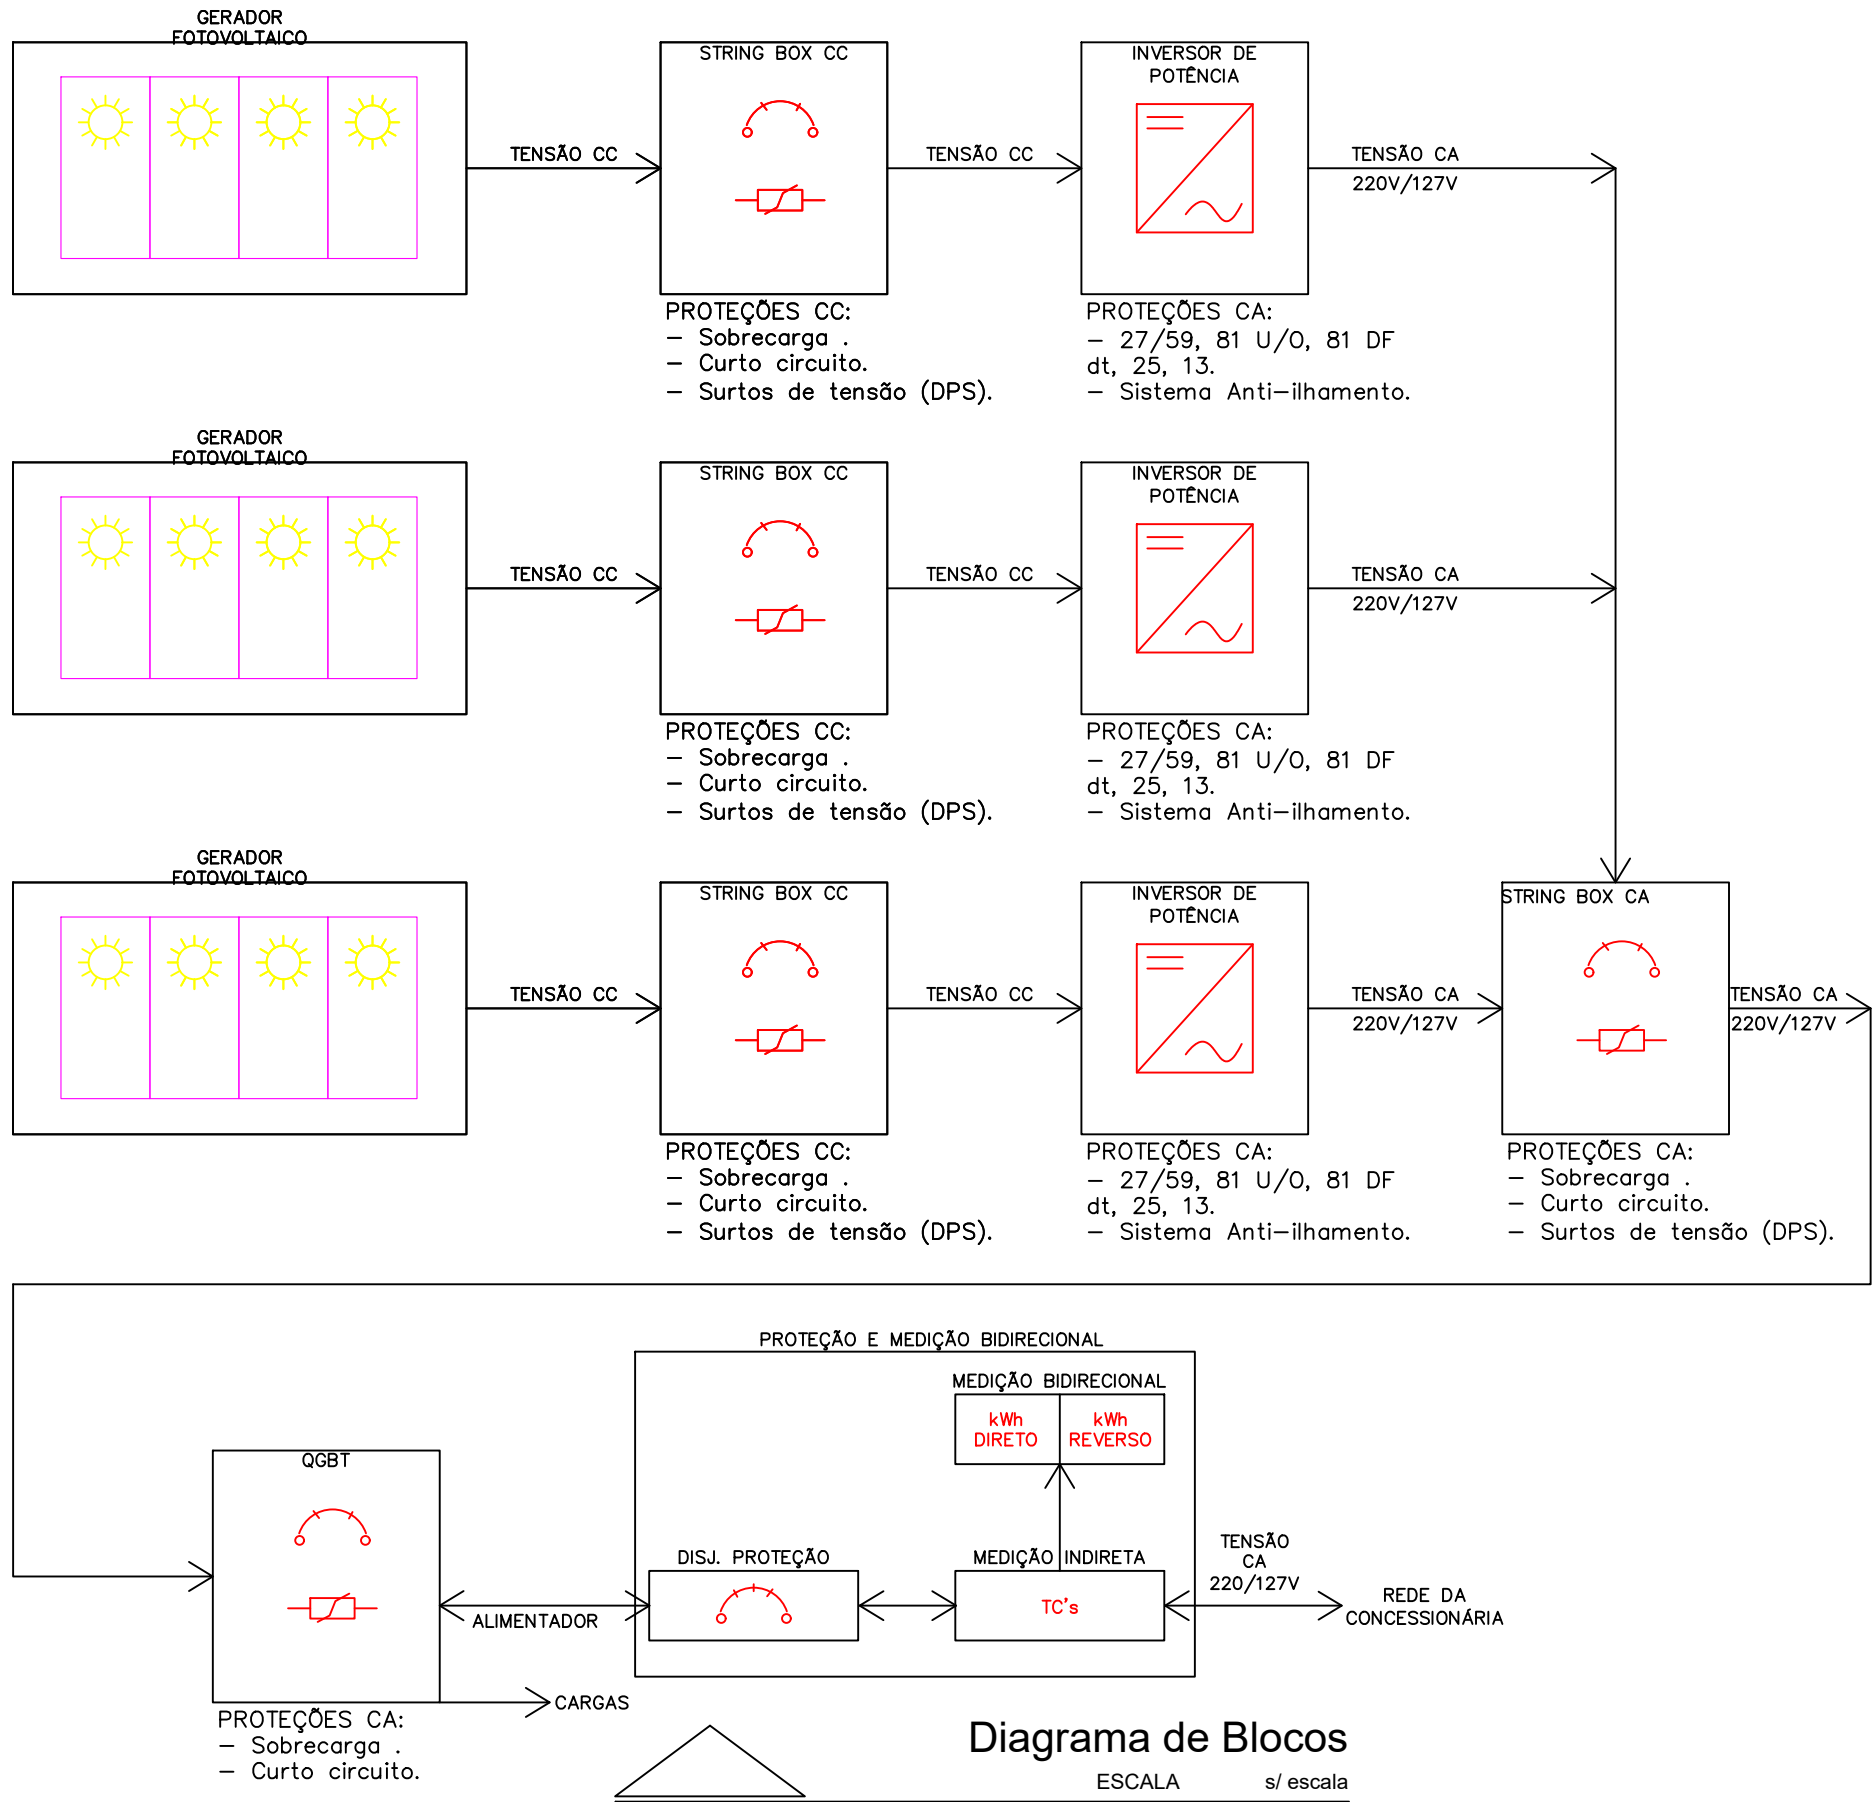 GERADOR
FOTOVOLTAICO
TENSÃO CC
STRING BOX CC
TENSÃO CC
INVERSOR DE
POTÊNCIA
TENSÃO CA
220V/127V
PROTEÇÕES CC:
- Sobrecarga .
- Curto circuito.
- Surtos de tensão (DPS).
PROTEÇÕES CA:
- 27/59, 81 U/O, 81 DF
dt, 25, 13.
- Sistema Anti-ilhamento.
GERADOR
FOTOVOLTAICO
TENSÃO CC
STRING BOX CC
TENSÃO CC
INVERSOR DE
POTÊNCIA
TENSÃO CA
220V/127V
PROTEÇÕES CC:
- Sobrecarga .
- Curto circuito.
- Surtos de tensão (DPS).
PROTEÇÕES CA:
- 27/59, 81 U/O, 81 DF
dt, 25, 13.
- Sistema Anti-ilhamento.
GERADOR
FOTOVOLTAICO
TENSÃO CC
STRING BOX CC
TENSÃO CC
INVERSOR DE
POTÊNCIA
TENSÃO CA
220V/127V
STRING BOX CA
TENSÃO CA
220V/127V
PROTEÇÕES CC:
- Sobrecarga .
- Curto circuito.
- Surtos de tensão (DPS).
PROTEÇÕES CA:
- 27/59, 81 U/O, 81 DF
dt, 25, 13.
- Sistema Anti-ilhamento.
PROTEÇÕES CA:
- Sobrecarga .
- Curto circuito.
- Surtos de tensão (DPS).
PROTEÇÃO E MEDIÇÃO BIDIRECIONAL
MEDIÇÃO BIDIRECIONAL
kWh
DIRETO
kWh
REVERSO
QGBT
ALIMENTADOR
DISJ. PROTEÇÃO
MEDIÇÃO INDIRETA
TC's
TENSÃO
CA
220/127V
REDE DA
CONCESSIONÁRIA
CARGAS
PROTEÇÕES CA:
- Sobrecarga .
- Curto circuito.
Diagrama de Blocos
ESCALA s/ escala